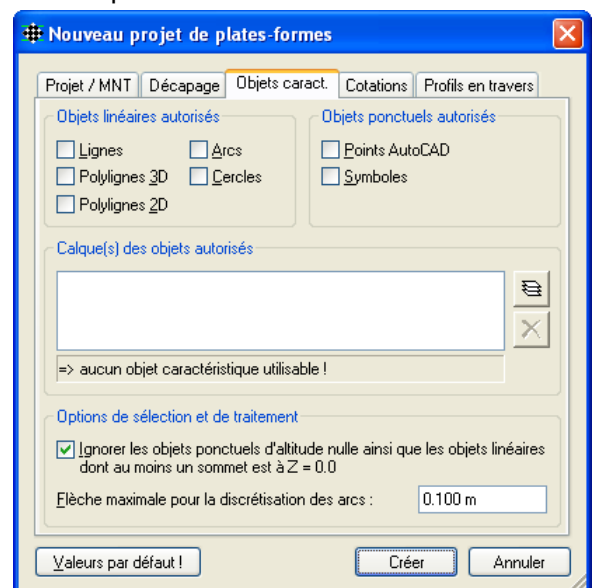 Nouveau projet de plates-formes
Projet / MNT Décapage Objets caract. Cotations Profils en travers
Objets linéaires autorisés
Lignes Arcs
Polylignes 3D Cercles
Polylignes 2D
Objets ponctuels autorisés
Points AutoCAD
Symboles
Calque(s) des objets autorisés
=> aucun objet caractéristique utilisable !
Options de sélection et de traitement
Ignorer les objets ponctuels d'altitude nulle ainsi que les objets linéaires
dont au moins un sommet est à Z = 0.0
Flèche maximale pour la discrétisation des arcs : 0.100 m
Valeurs par défaut ! Créer Annuler